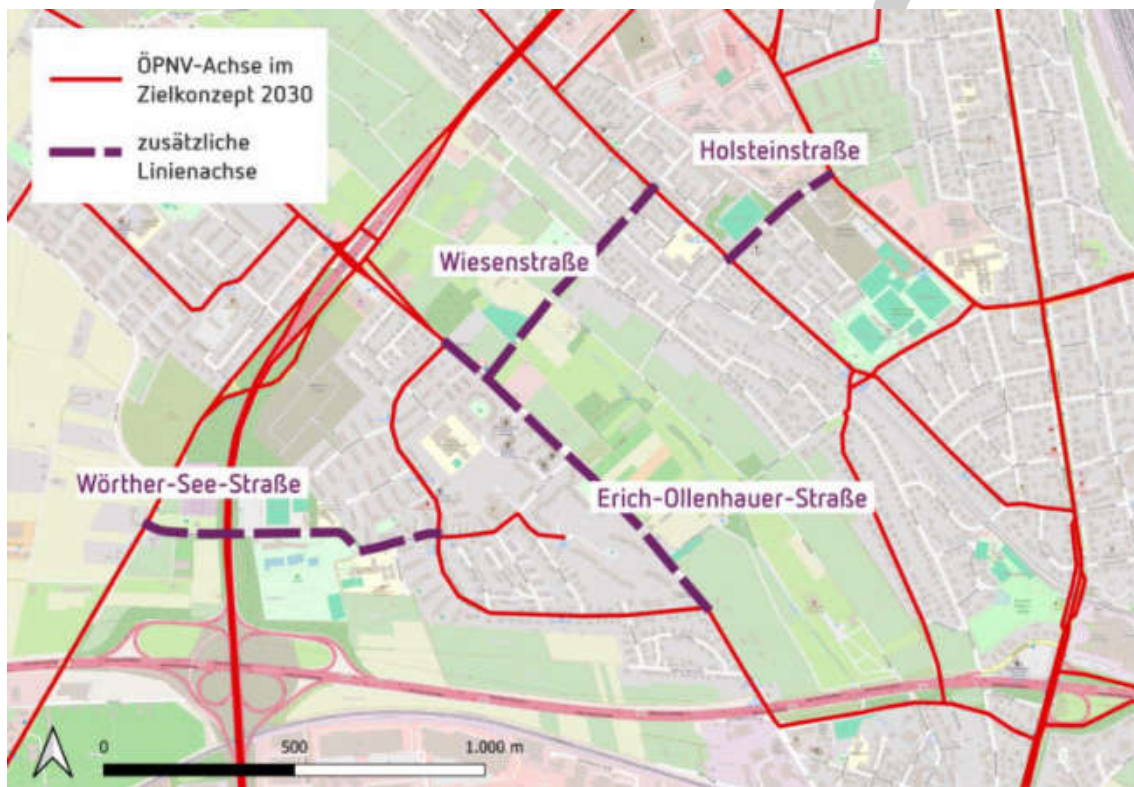 ÖPNV-Achse im
Zielkonzept 2030
zusätzliche
Linienachse
Holsteinstraße
Wiesenstraße
Wörther-See-Straße
Erich-Ollenhauer-Straße
0 500 1.000 m